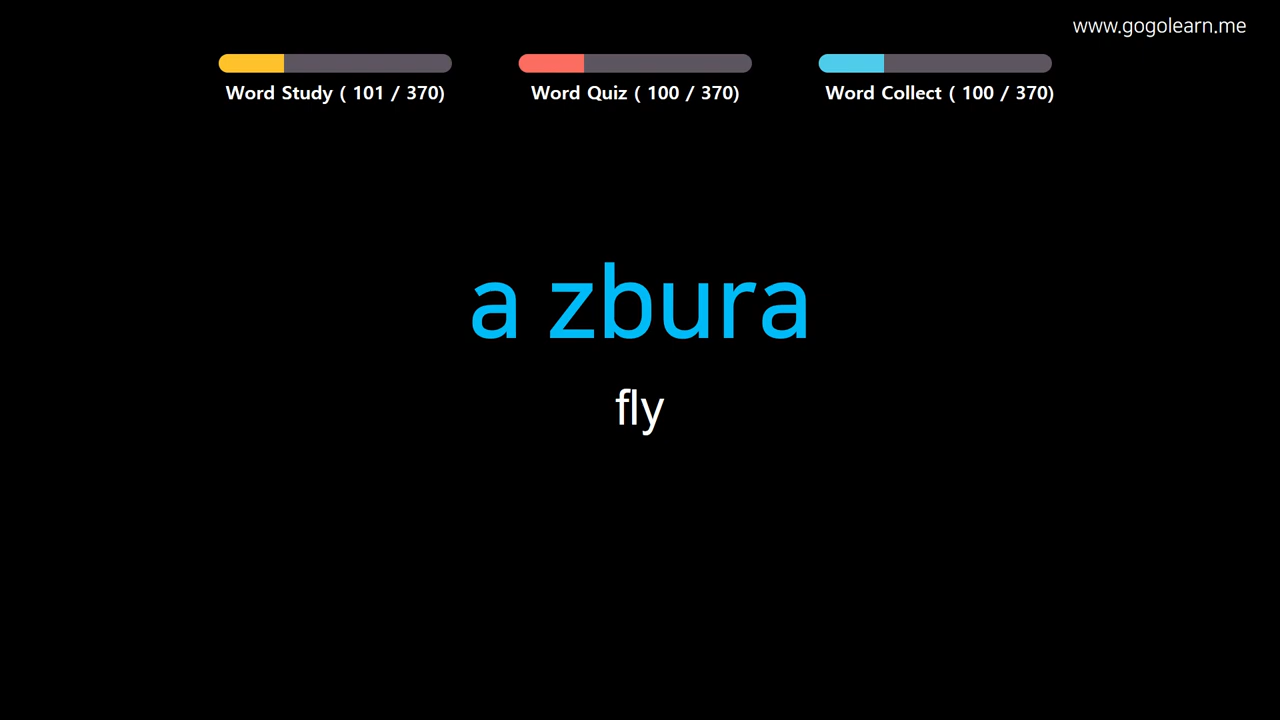 www.gogolearn.me
Word Study ( 101 / 370)
Word Quiz ( 100 / 370)
Word Collect ( 100 / 370)
a zbura
fly